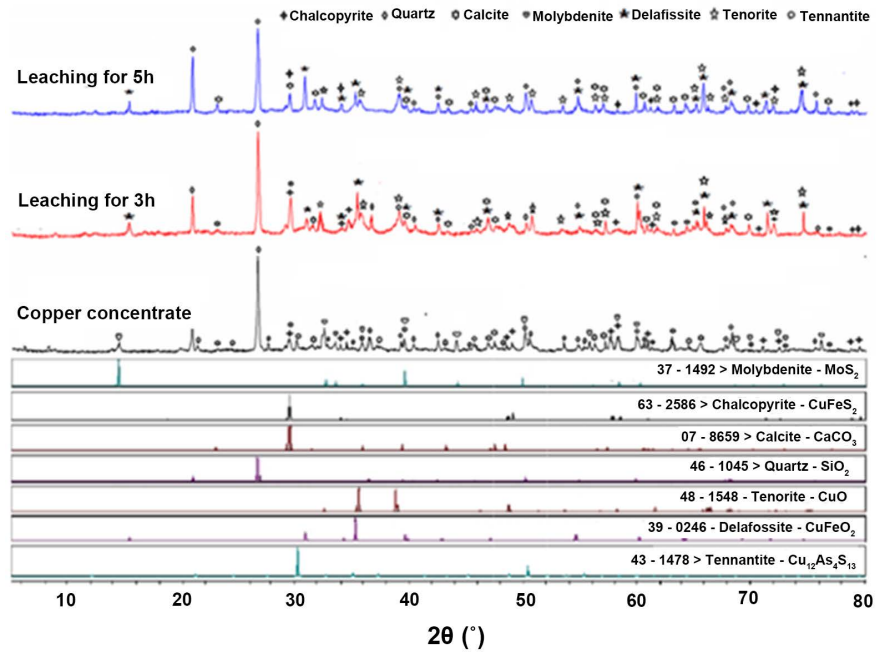 Chalcopyrite Quartz Calcite Molybdenite Delafissite Tenorite Tennantite
Leaching for 5h
Leaching for 3h
Copper concentrate
37 - 1492 > Molybdenite - MoS2
63 - 2586 > Chalcopyrite - CuFeS2
07 - 8659 > Calcite - CaCO3
46 - 1045 > Quartz - SiO2
48 - 1548 - Tenorite - CuO
39 - 0246 - Delafossite - CuFeO2
43 - 1478 > Tennantite - Cu12As4S13
10 20 30 40 50 60 70 80
2θ (°)